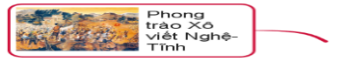 Phong
trào Xô
viết Nghệ-
Tĩnh